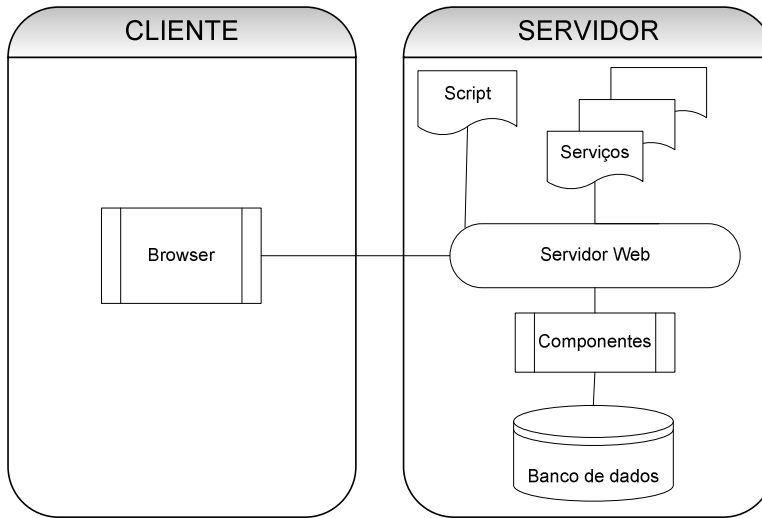 CLIENTE
SERVIDOR
Script
Serviços
Browser
Servidor Web
Componentes
Banco de dados